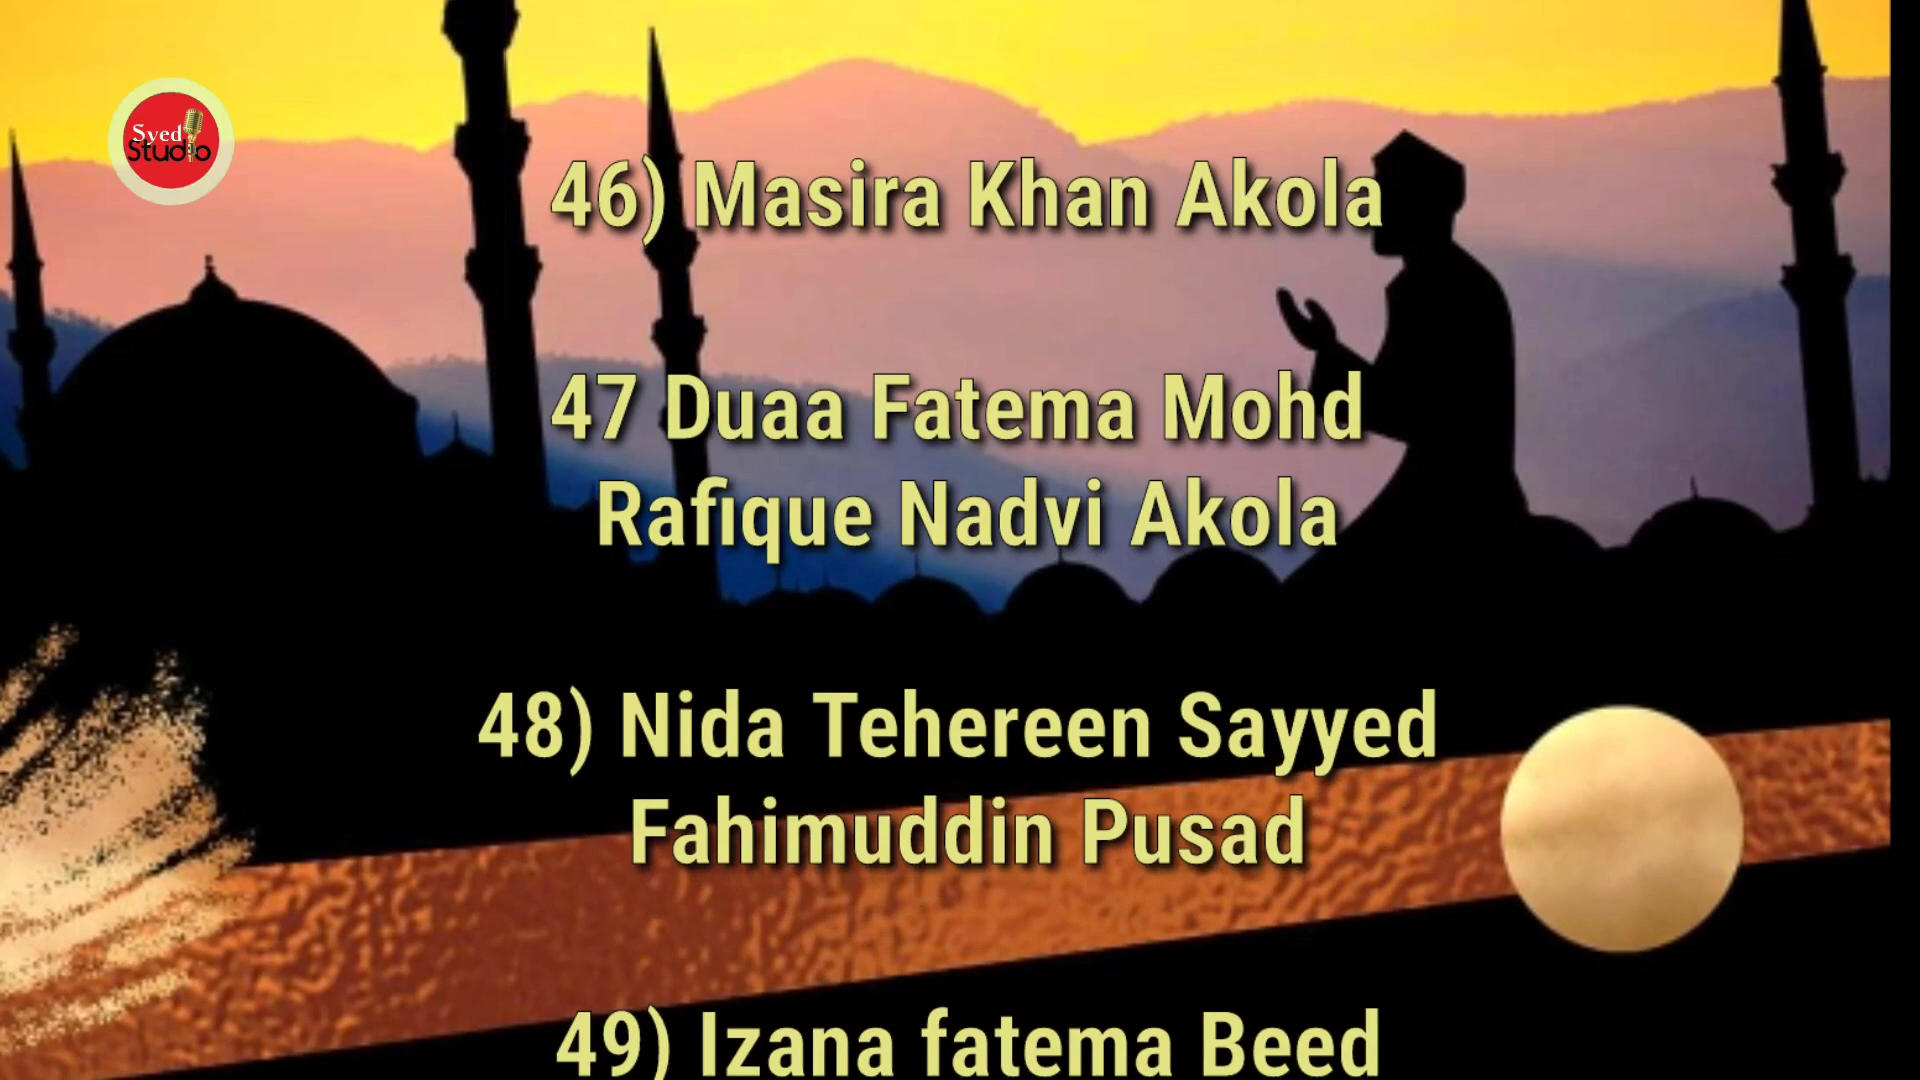 Syed
Studio
46) Masira Khan Akola
47 Duaa Fatema Mohd
Rafique Nadvi Akola
48) Nida Tehereen Sayyed
Fahimuddin Pusad
49) Izana fatema Beed